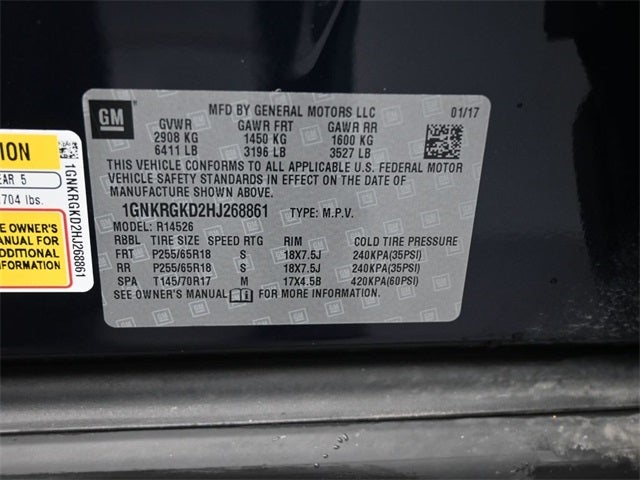 ION
EAR 5
704 lbs.
E OWNER'S
ANUAL FOR
ADDITIONAL
NFORMATION
1GNKRGKD2HJ268861
GM
MFD BY GENERAL MOTORS LLC 01/17
GVWR GAWR FRT GAWR RR
2908 KG 1450 KG 1600 KG
6411 LB 3196 LB 3527 LB
THIS VEHICLE CONFORMS TO ALL APPLICABLE U.S. FEDERAL MOTOR
VEHICLE SAFETY STANDARDS IN EFFECT ON THE DATE OF
MANUFACTURE SHOWN ABOVE.
1GNKRGKD2HJ268861 TYPE: M.P.V.
R14526
RBBL TIRE SIZE SPEED RTG RIM COLD TIRE PRESSURE
FRT P255/65R18 S 18X7.5J 240KPA(35PSI)
RR P255/65R18 S 18X7.5J 240KPA(35PSI)
SPA T145/70R17 M 17X4.5B 420KPA(60PSI)
SEE OWNER'S MANUAL FOR MORE INFORMATION.